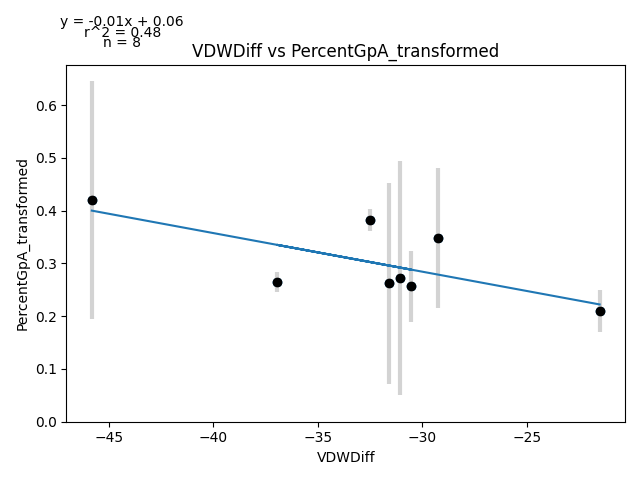 y = -0.01x + 0.06
r^2 = 0.48
n = 8
VDWDiff vs PercentGpA_transformed
PercentGpA_transformed
0.6
0.5
0.4
0.3
0.2
0.1
0.0
−45
−40
−35
−30
−25
VDWDiff